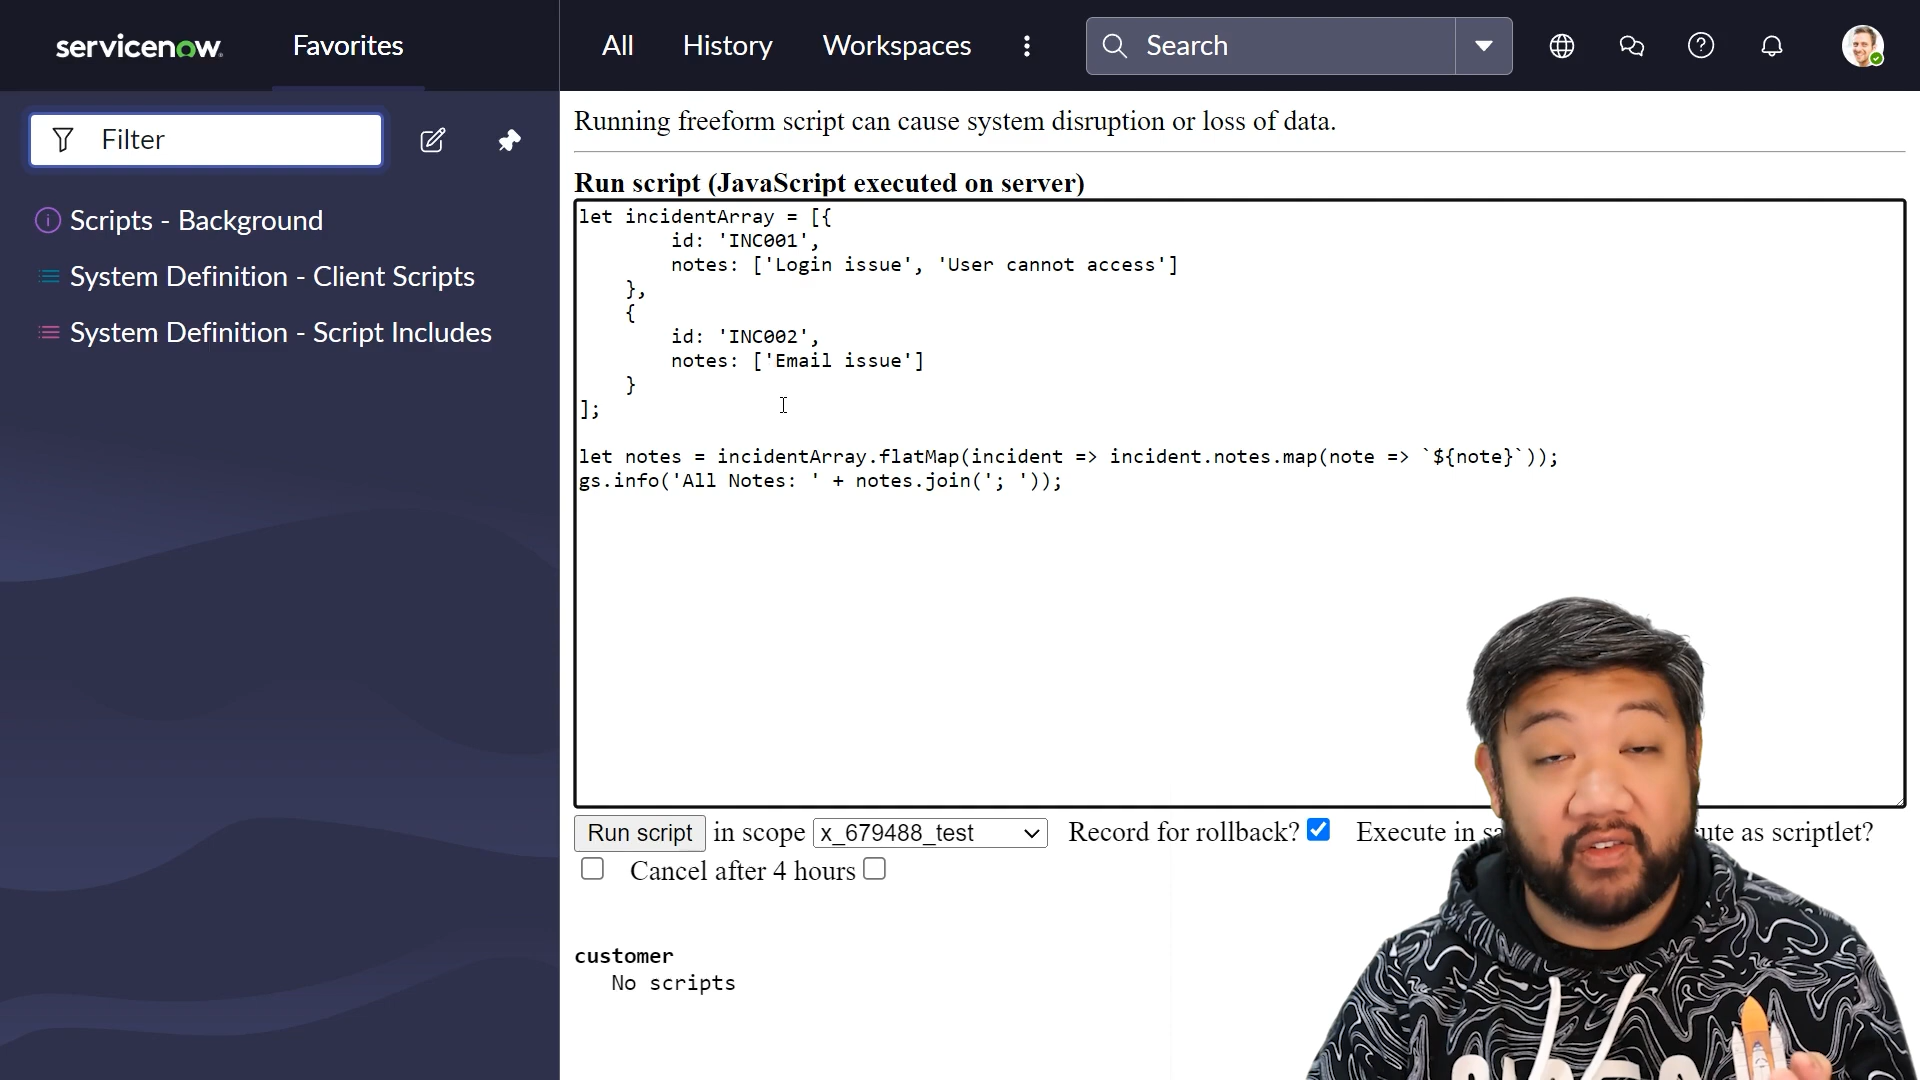 servicenow
Favorites
All
History
Workspaces
Search
Filter
Scripts - Background
System Definition - Client Scripts
System Definition - Script Includes
Running freeform script can cause system disruption or loss of data.
Run script (JavaScript executed on server)
let incidentArray = [{
        id: 'INC001',
        notes: ['Login issue', 'User cannot access']
    },
    {
        id: 'INC002',
        notes: ['Email issue']
    }
];
let notes = incidentArray.flatMap(incident => incident.notes.map(note => `${note}`));
gs.info('All Notes: ' + notes.join('; '));
Run script in scope x_679488_test Record for rollback? Execute in as scriptlet?
Cancel after 4 hours
customer
No scripts